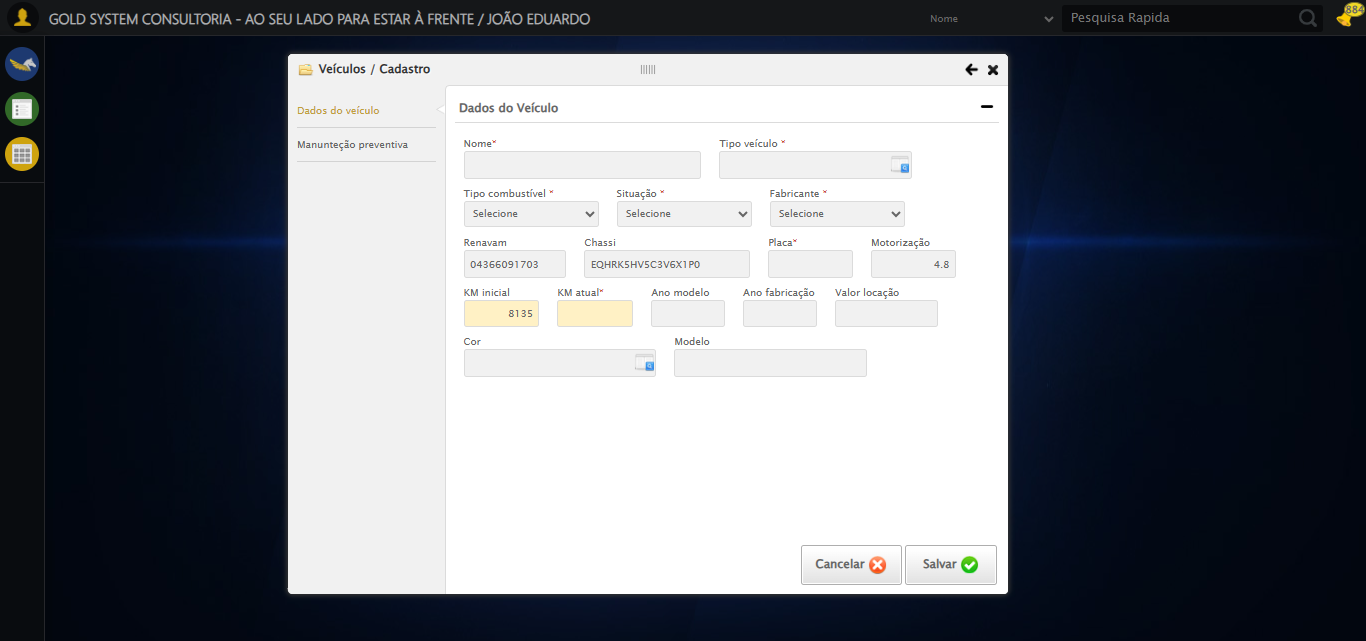 GOLD SYSTEM CONSULTORIA - AO SEU LADO PARA ESTAR À FRENTE / JOÃO EDUARDO
Nome
Pesquisa Rapida
884
Veículos / Cadastro
Dados do veículo
Manunteção preventiva
Dados do Veículo
Nome*
Tipo veículo *
Tipo combustível *
Situação *
Fabricante *
Selecione
Selecione
Selecione
Renavam
Chassi
Placa*
Motorização
04366091703
EQHRK5HV5C3V6X1P0
4.8
KM inicial
KM atual*
Ano modelo
Ano fabricação
Valor locação
8135
Cor
Modelo
Cancelar
Salvar